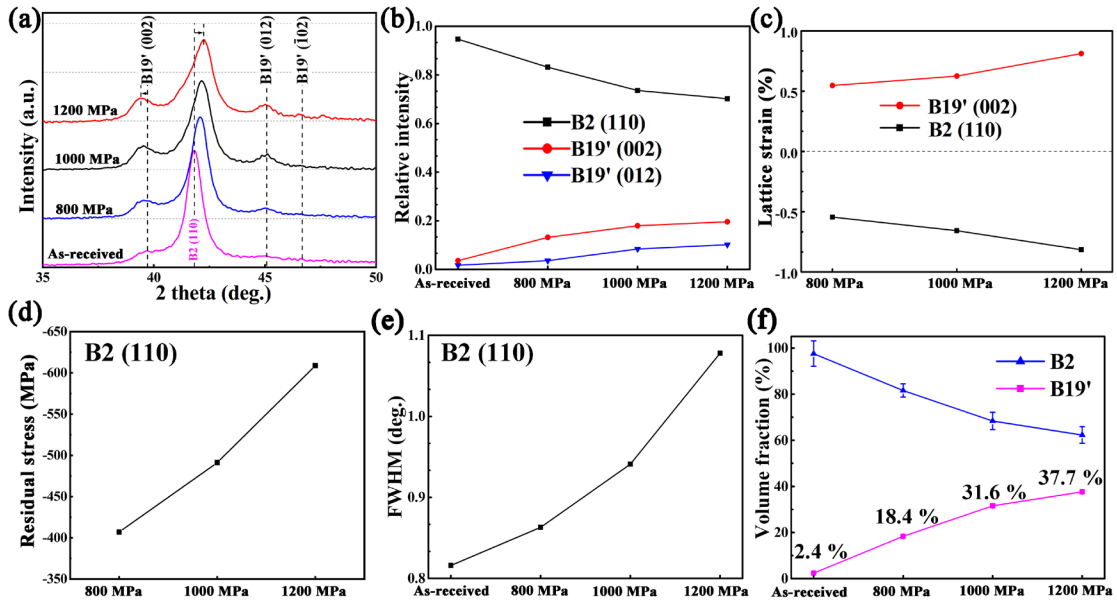 (a)
Intensity (a.u.)
B19' (002)
B19' (012)
B19' (1̄02)
B2 (110)
1200 MPa
1000 MPa
800 MPa
As-received
35 40 45 50
2 theta (deg.)
(b)
Relative intensity
1.0
0.8
0.6
0.4
0.2
0.0
B2 (110)
B19' (002)
B19' (012)
As-received 800 MPa 1000 MPa 1200 MPa
(c)
Lattice strain (%)
1.0
0.5
0.0
-0.5
-1.0
B19' (002)
B2 (110)
800 MPa 1000 MPa 1200 MPa
(d)
B2 (110)
Residual stress (MPa)
-650
-600
-550
-500
-450
-400
-350
800 MPa 1000 MPa 1200 MPa
(e)
B2 (110)
FWHM (deg.)
1.1
1.0
0.9
0.8
As-received 800 MPa 1000 MPa 1200 MPa
(f)
Volume fraction (%)
100
80
60
40
20
0
B2
B19'
2.4 %
18.4 %
31.6 %
37.7 %
As-received 800 MPa 1000 MPa 1200 MPa